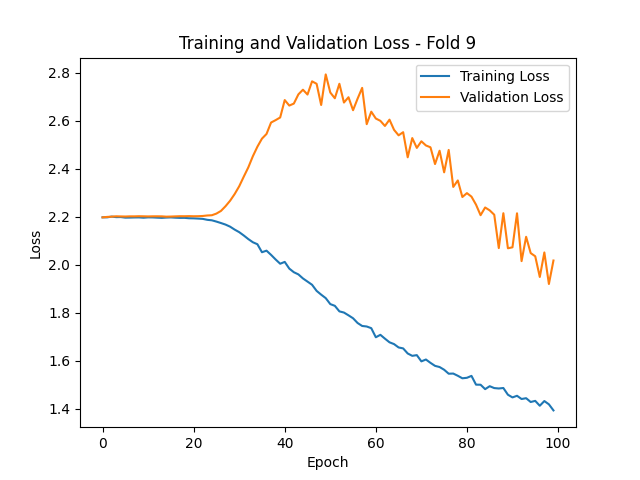 Training and Validation Loss - Fold 9
Training Loss
Validation Loss
Loss
2.8
2.6
2.4
2.2
2.0
1.8
1.6
1.4
0 20 40 60 80 100
Epoch